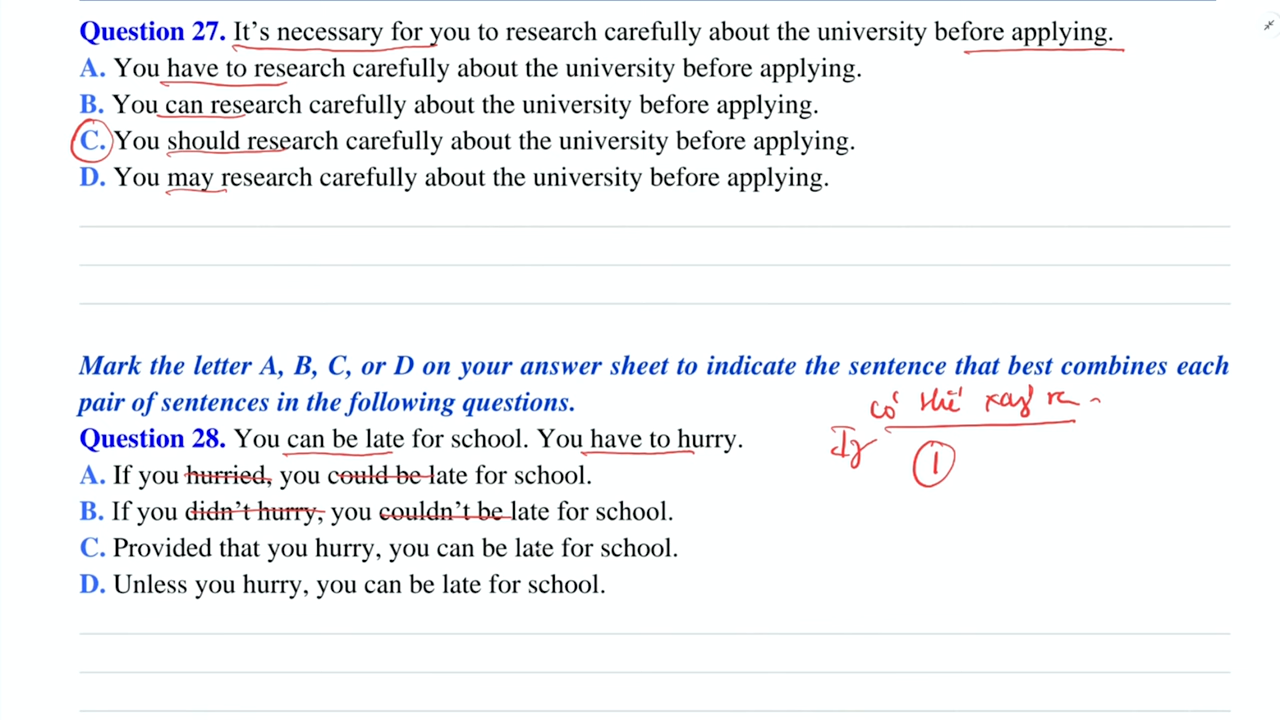 Question 27. It’s necessary for you to research carefully about the university before applying.
A. You have to research carefully about the university before applying.
B. You can research carefully about the university before applying.
C. You should research carefully about the university before applying.
D. You may research carefully about the university before applying.
Mark the letter A, B, C, or D on your answer sheet to indicate the sentence that best combines each
pair of sentences in the following questions.
có thể xảy ra
Question 28. You can be late for school. You have to hurry.
If
1
A. If you hurried, you could be late for school.
B. If you didn’t hurry, you couldn’t be late for school.
C. Provided that you hurry, you can be late for school.
D. Unless you hurry, you can be late for school.